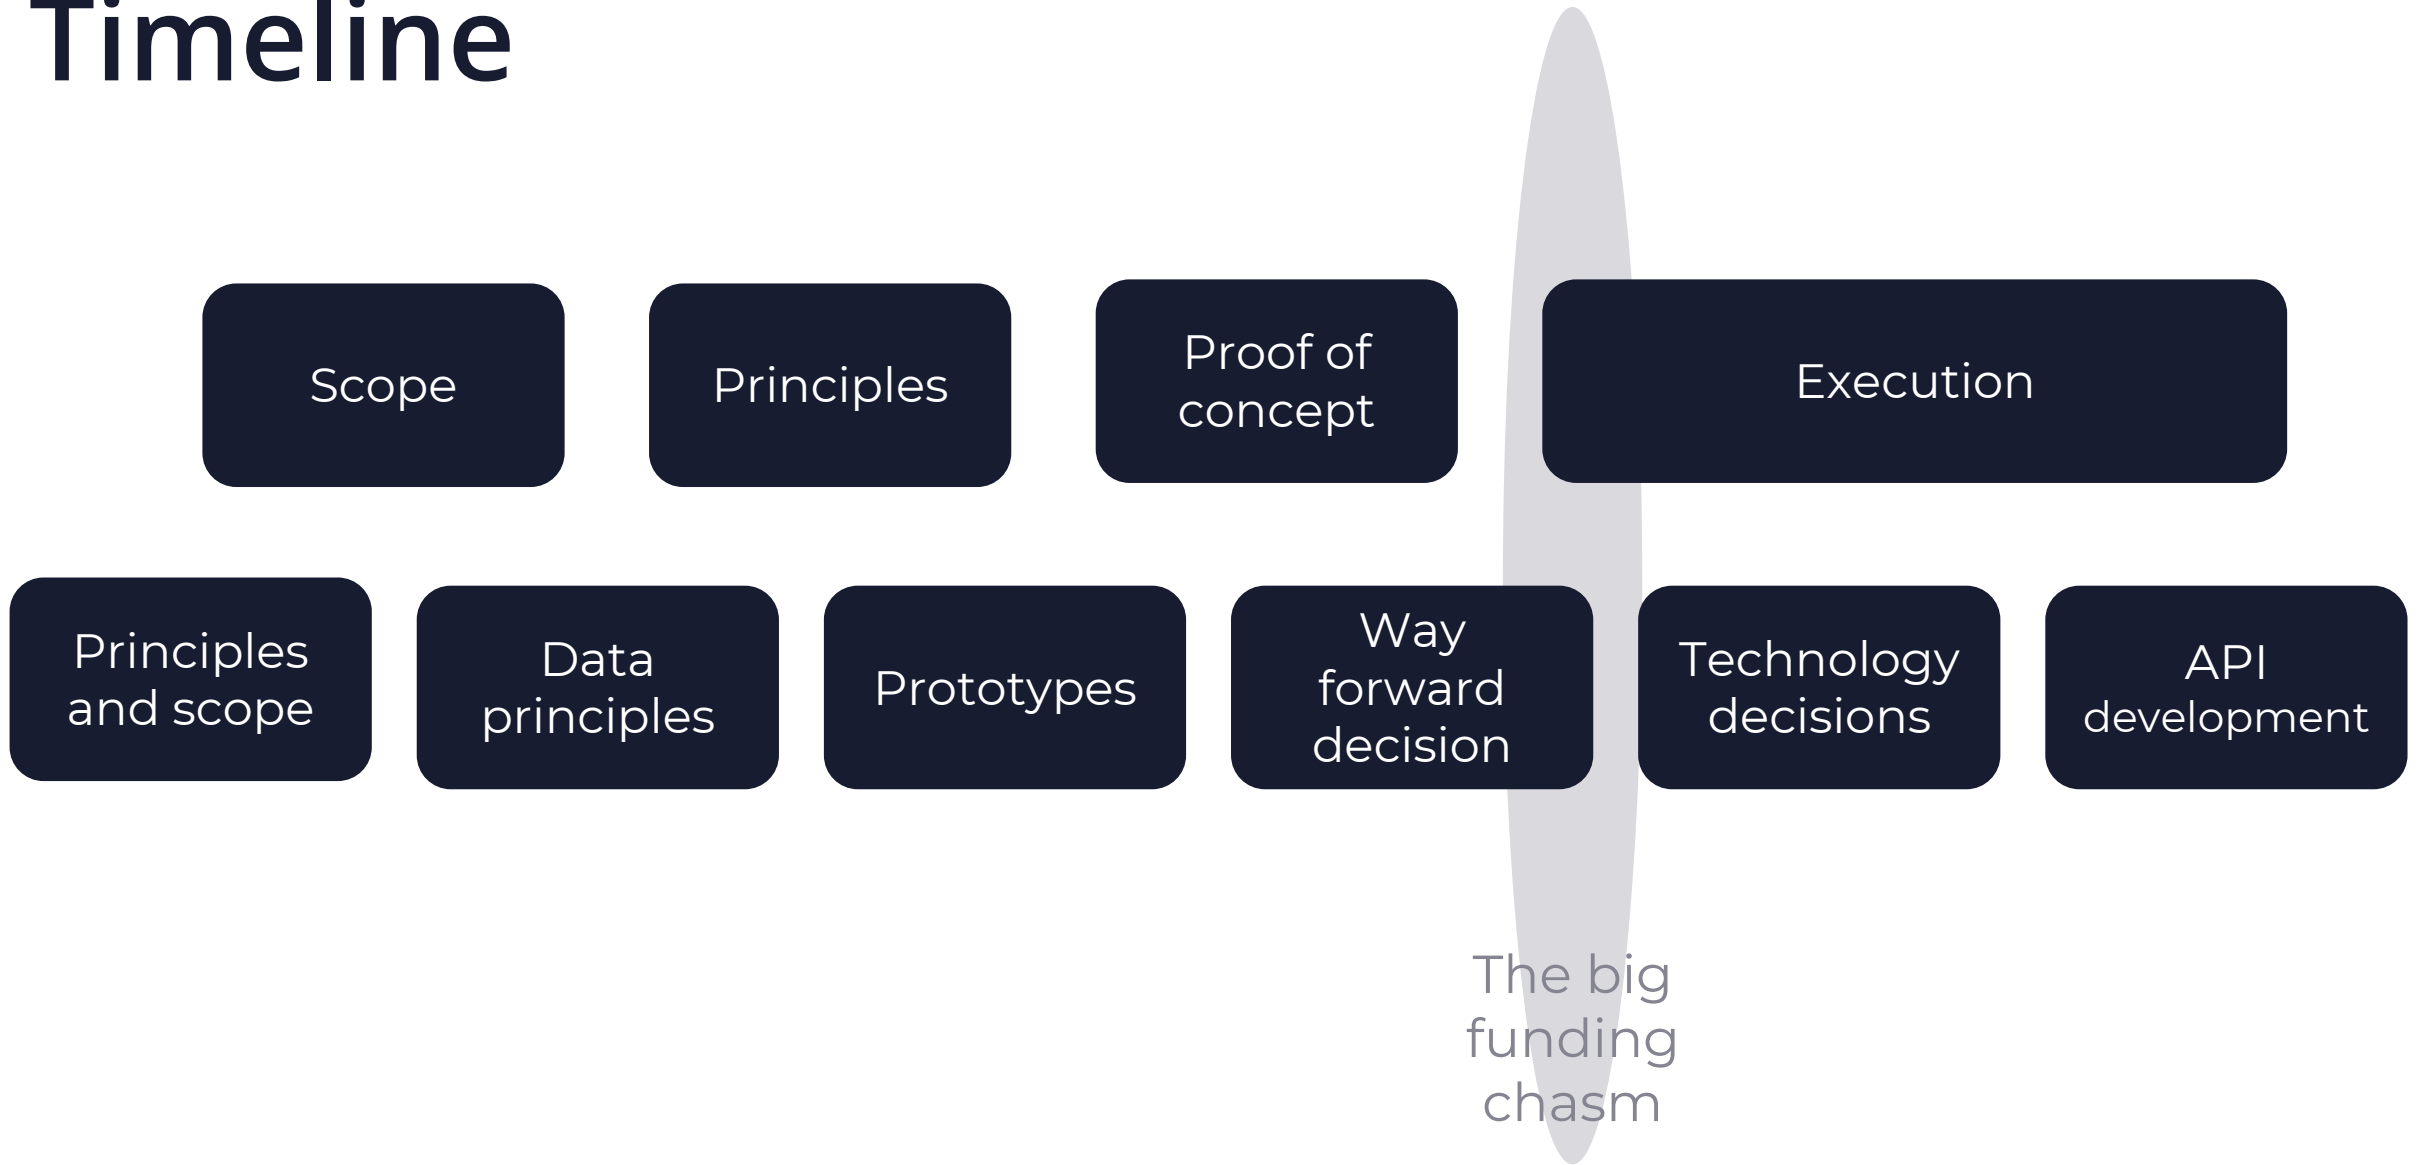 Timeline
Scope
Principles
Proof of
concept
Execution
Principles
and scope
Data
principles
Prototypes
Way
forward
decision
Technology
decisions
API
development
The big
funding
chasm